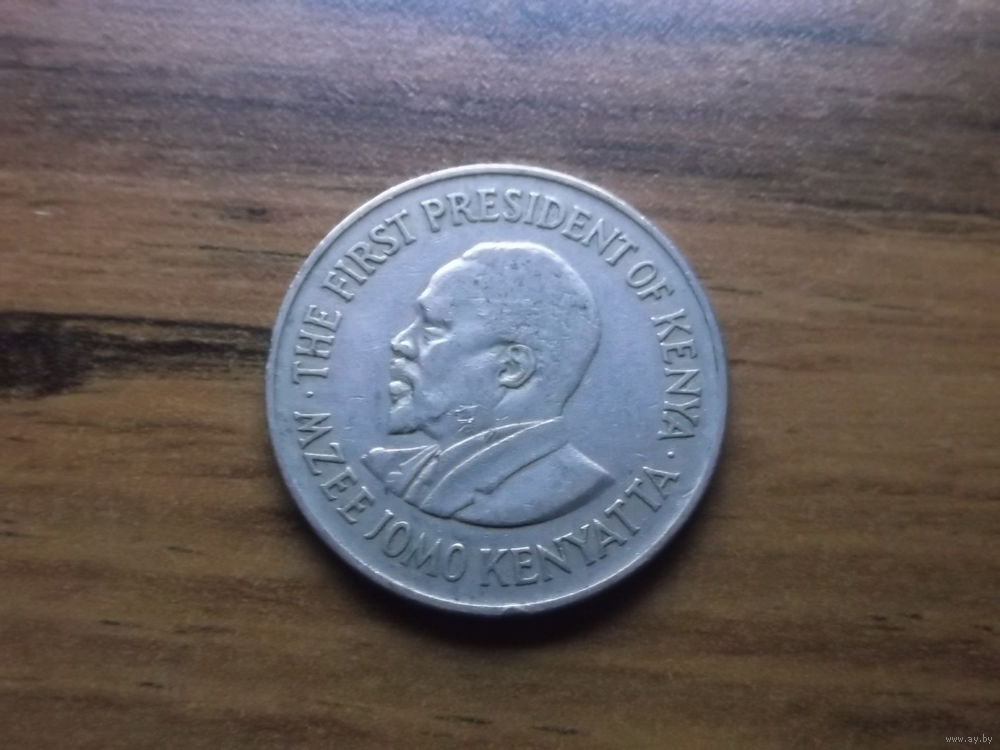 · THE FIRST PRESIDENT OF KENYA ·
MZEE JOMO KENYATTA
www.ay.by